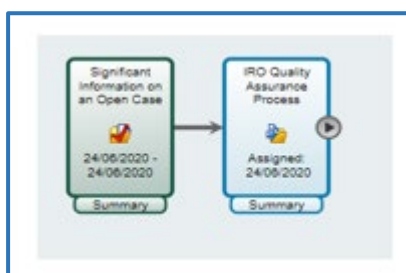 Significant
Information on
an Open Case
24/06/2020 -
24/06/2020
Summary
IRO Quality
Assurance
Process
Assigned:
24/06/2020
Summary